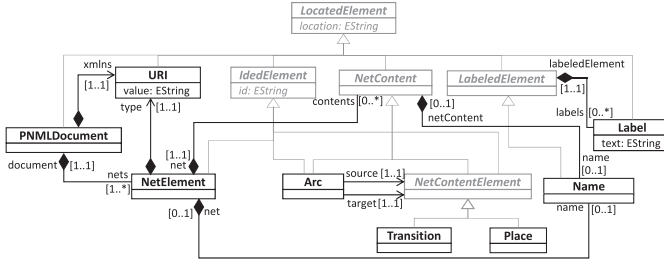 LocatedElement
location: EString
xmlns
[1..1]
URI
value: EString
type
[1..1]
IdedElement
id: EString
NetContent
contents
[0..*]
[0..1]
netContent
LabeledElement
labeledElement
[1..1]
labels
[0..*]
Label
text: EString
PNMLDocument
document
[1..1]
nets
[1..*]
[1..1]
net
NetElement
[0..1]
net
Arc
source
[1..1]
target
[1..1]
NetContentElement
name
[0..1]
Name
name
[0..1]
Transition
Place